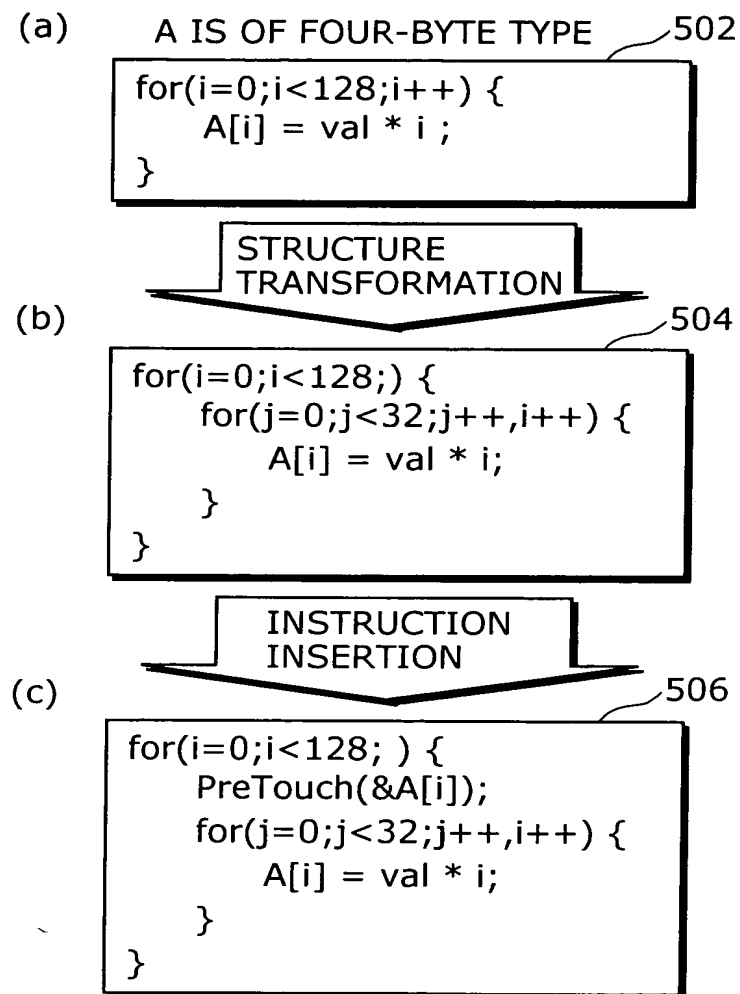 (a) A IS OF FOUR-BYTE TYPE 502
for(i=0;i<128;i++) {
A[i] = val * i ;
}
STRUCTURE
TRANSFORMATION
(b) 504
for(i=0;i<128;) {
for(j=0;j<32;j++,i++) {
A[i] = val * i;
}
}
INSTRUCTION
INSERTION
(c) 506
for(i=0;i<128; ) {
PreTouch(&A[i]);
for(j=0;j<32;j++,i++) {
A[i] = val * i;
}
}